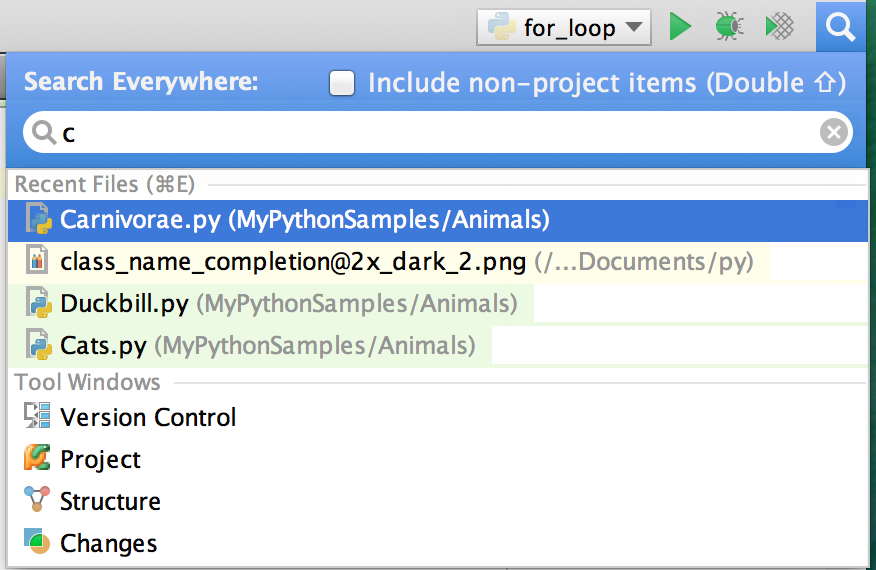 for_loop
Search Everywhere: Include non-project items (Double ⇧)
c
Recent Files (⌘E)
Carnivorae.py (MyPythonSamples/Animals)
class_name_completion@2x_dark_2.png (/...Documents/py)
Duckbill.py (MyPythonSamples/Animals)
Cats.py (MyPythonSamples/Animals)
Tool Windows
Version Control
Project
Structure
Changes